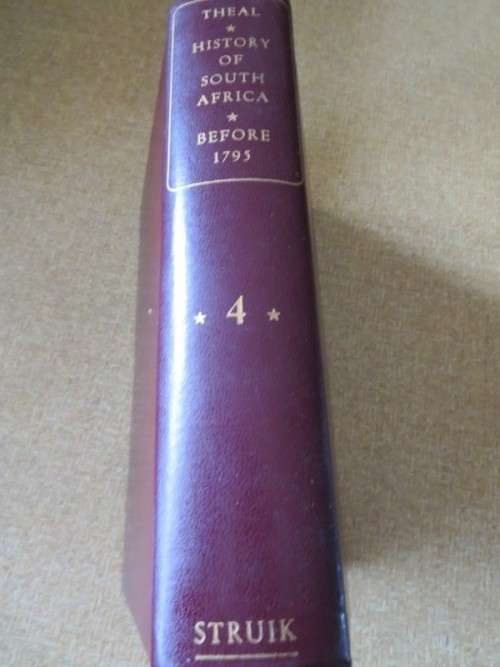 THEAL
★
HISTORY
OF
SOUTH
AFRICA
★
BEFORE
1795
★ 4 ★
STRUIK